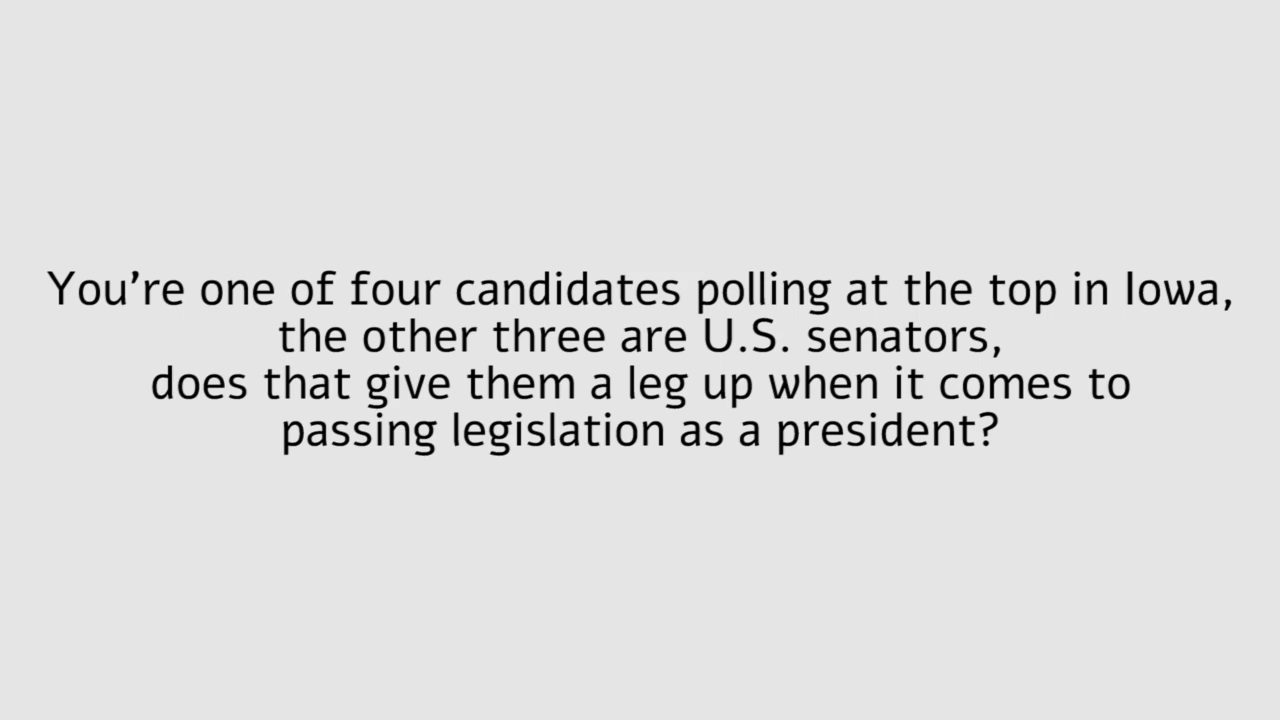 You’re one of four candidates polling at the top in Iowa,
the other three are U.S. senators,
does that give them a leg up when it comes to
passing legislation as a president?